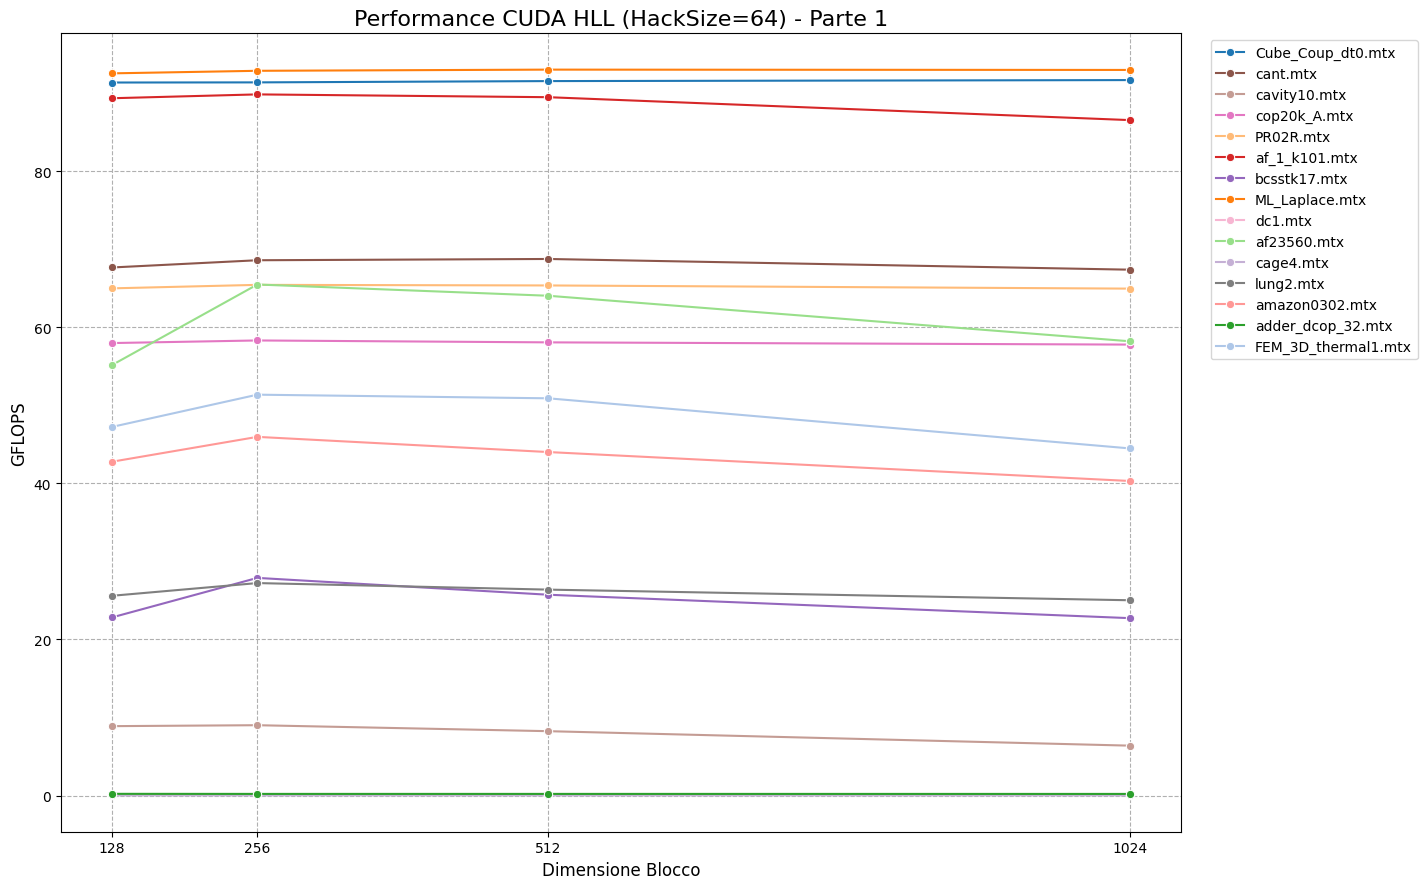 Performance CUDA HLL (HackSize=64) - Parte 1
Cube_Coup_dt0.mtx
cant.mtx
cavity10.mtx
cop20k_A.mtx
PR02R.mtx
af_1_k101.mtx
bcsstk17.mtx
ML_Laplace.mtx
dc1.mtx
af23560.mtx
cage4.mtx
lung2.mtx
amazon0302.mtx
adder_dcop_32.mtx
FEM_3D_thermal1.mtx
GFLOPS
80
60
40
20
0
128 256 512 1024
Dimensione Blocco